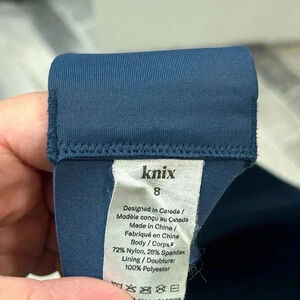 knix
8
Designed in Canada /
Modèle conçu au Canada
Made in China /
Fabriqué en China
Body / Corps
72% Nylon, 28% Spandex
Lining / Doublure:
100% Polyester